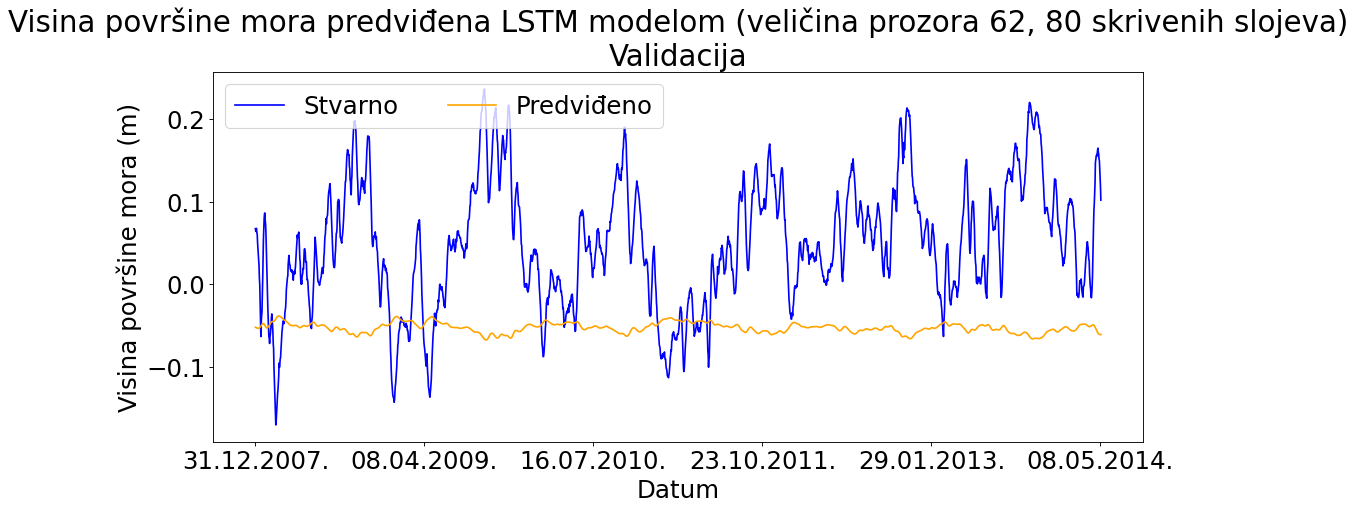 Visina površine mora predviđena LSTM modelom (veličina prozora 62, 80 skrivenih slojeva)
Validacija
Stvarno Predviđeno
Visina površine mora (m)
0.2
0.1
0.0
−0.1
31.12.2007. 08.04.2009. 16.07.2010. 23.10.2011. 29.01.2013. 08.05.2014.
Datum